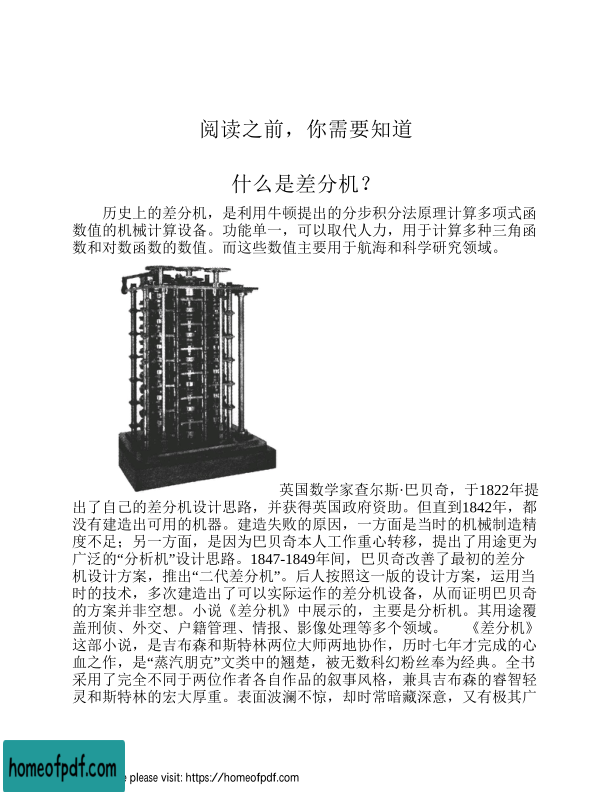 阅读之前，你需要知道
什么是差分机？
历史上的差分机，是利用牛顿提出的分步积分法原理计算多项式函
数值的机械计算设备。功能单一，可以取代人力，用于计算多种三角函
数和对数函数的数值。而这些数值主要用于航海和科学研究领域。
英国数学家查尔斯·巴贝奇，于1822年提
出了自己的差分机设计思路，并获得英国政府资助。但直到1842年，都
没有建造出可用的机器。建造失败的原因，一方面是当时的机械制造精
度不足；另一方面，是因为巴贝奇本人工作重心转移，提出了用途更为
广泛的“分析机”设计思路。1847-1849年间，巴贝奇改善了最初的差分
机设计方案，推出“二代差分机”。后人按照这一版的设计方案，运用当
时的技术，多次建造出了可以实际运作的差分机设备，从而证明巴贝奇
的方案并非空想。小说《差分机》中展示的，主要是分析机。其用途覆
盖刑侦、外交、户籍管理、情报、影像处理等多个领域。 《差分机》
这部小说，是吉布森和斯特林两位大师两地协作，历时七年才完成的心
血之作，是“蒸汽朋克”文类中的翘楚，被无数科幻粉丝奉为经典。全书
采用了完全不同于两位作者各自作品的叙事风格，兼具吉布森的睿智轻
灵和斯特林的宏大厚重。表面波澜不惊，却时常暗藏深意，又有极其广
homeofpdf.com
please visit: https://homeofpdf.com